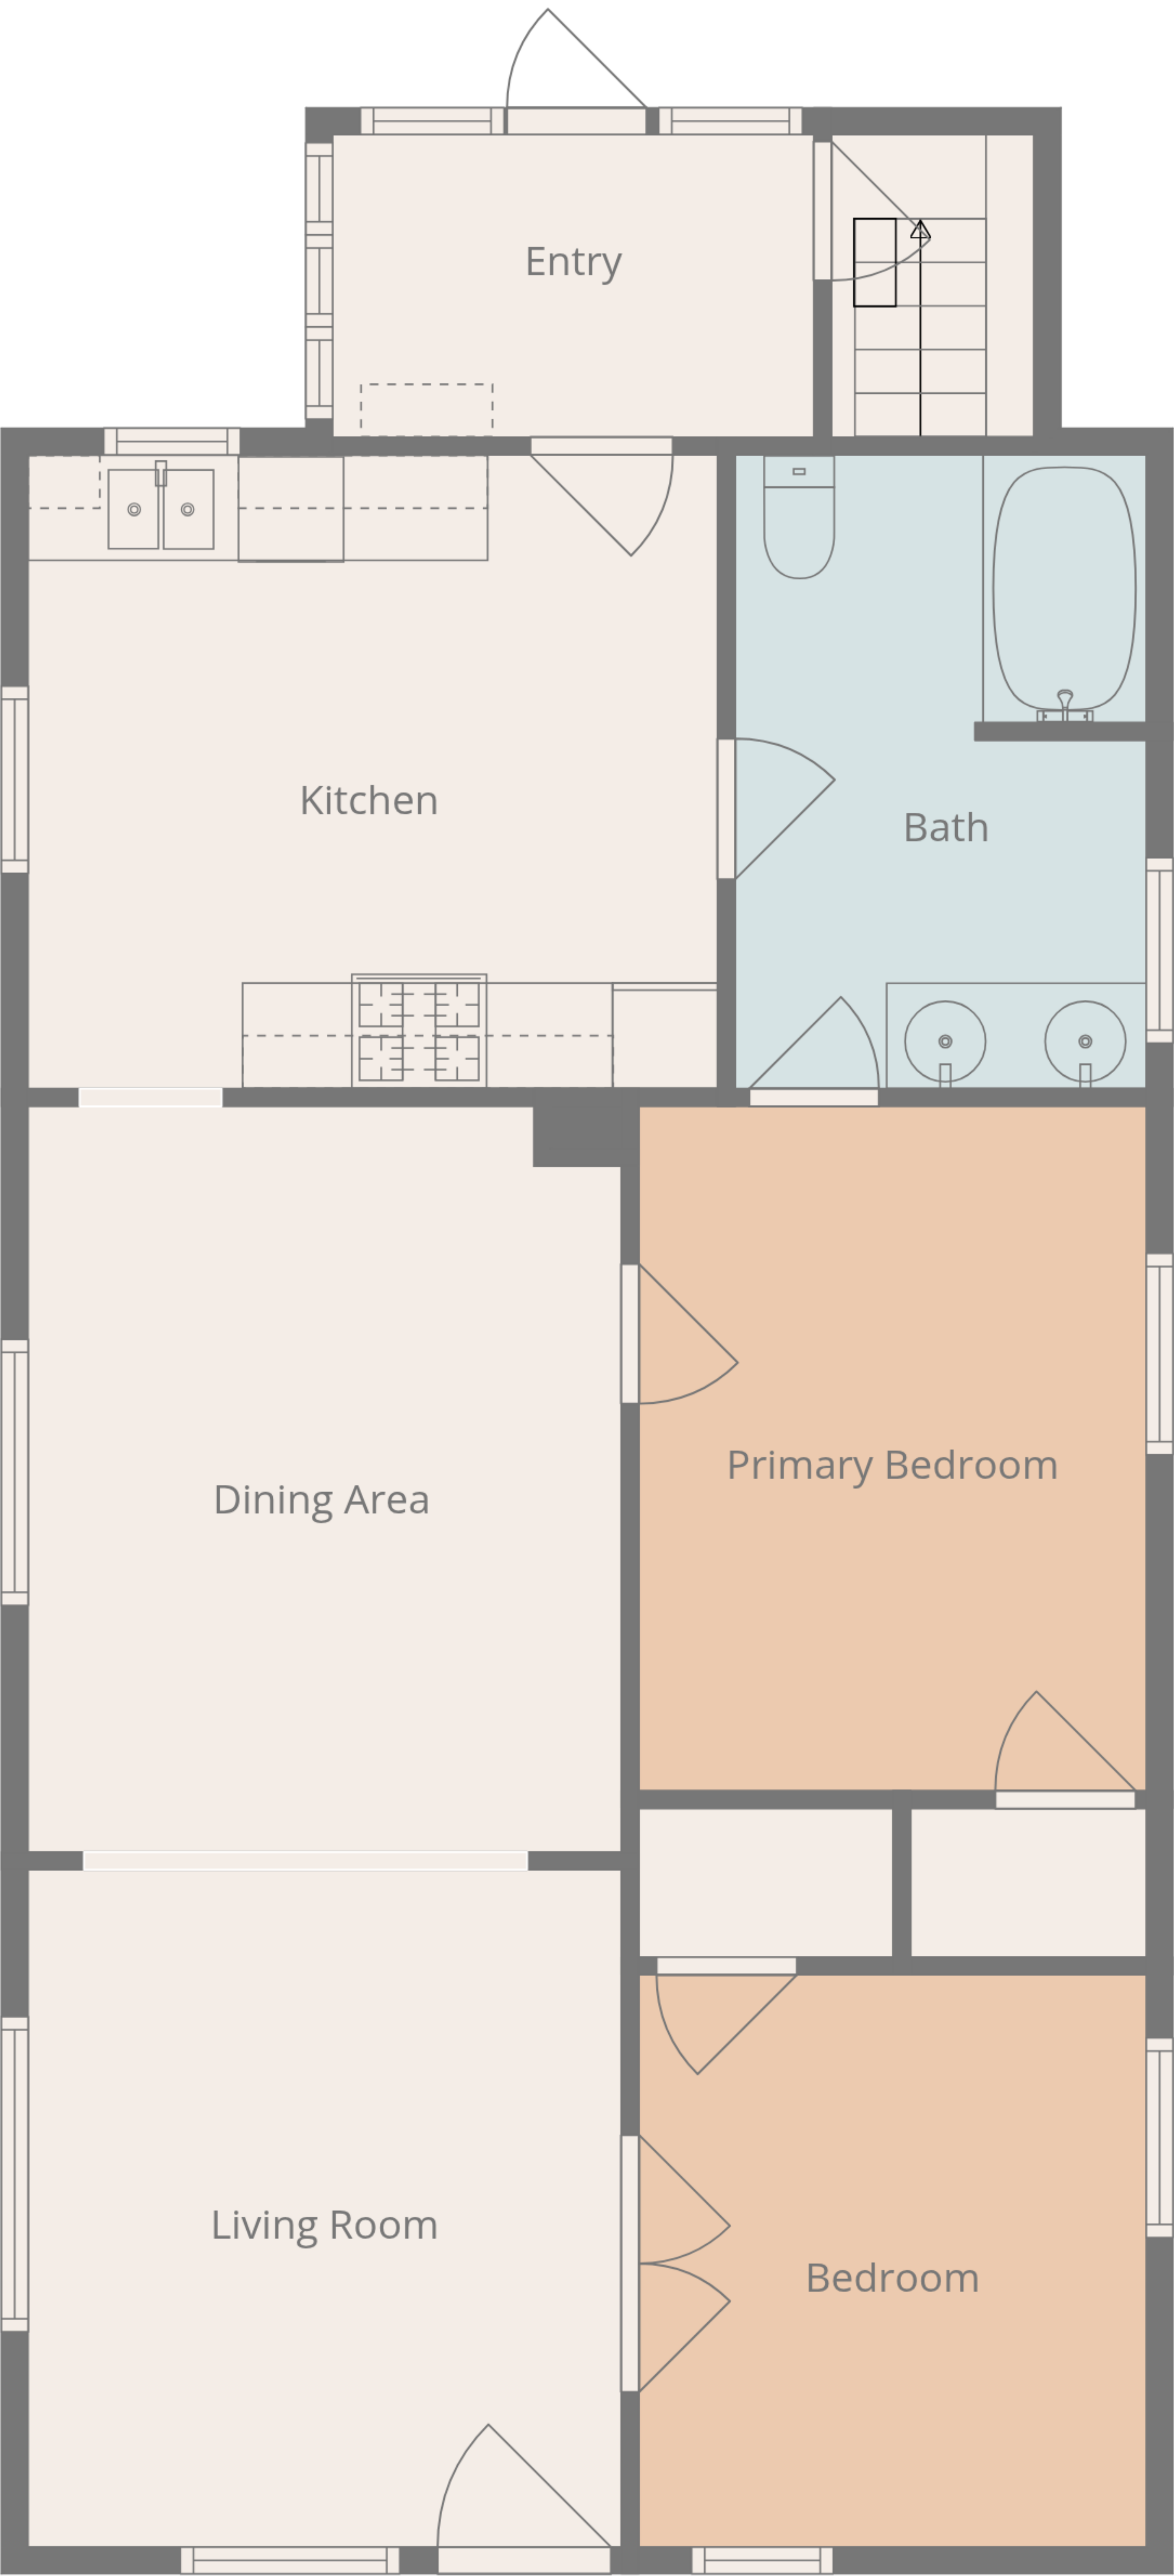 Entry
Kitchen
Bath
Primary Bedroom
Dining Area
Living Room
Bedroom